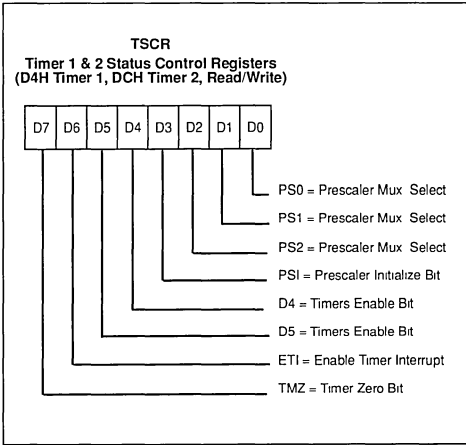 TSCR
Timer 1 & 2 Status Control Registers
(D4H Timer 1, DCH Timer 2, Read/Write)
D7 D6 D5 D4 D3 D2 D1 D0
PS0 = Prescaler Mux Select
PS1 = Prescaler Mux Select
PS2 = Prescaler Mux Select
PSI = Prescaler Initialize Bit
D4 = Timers Enable Bit
D5 = Timers Enable Bit
ETI = Enable Timer Interrupt
TMZ = Timer Zero Bit